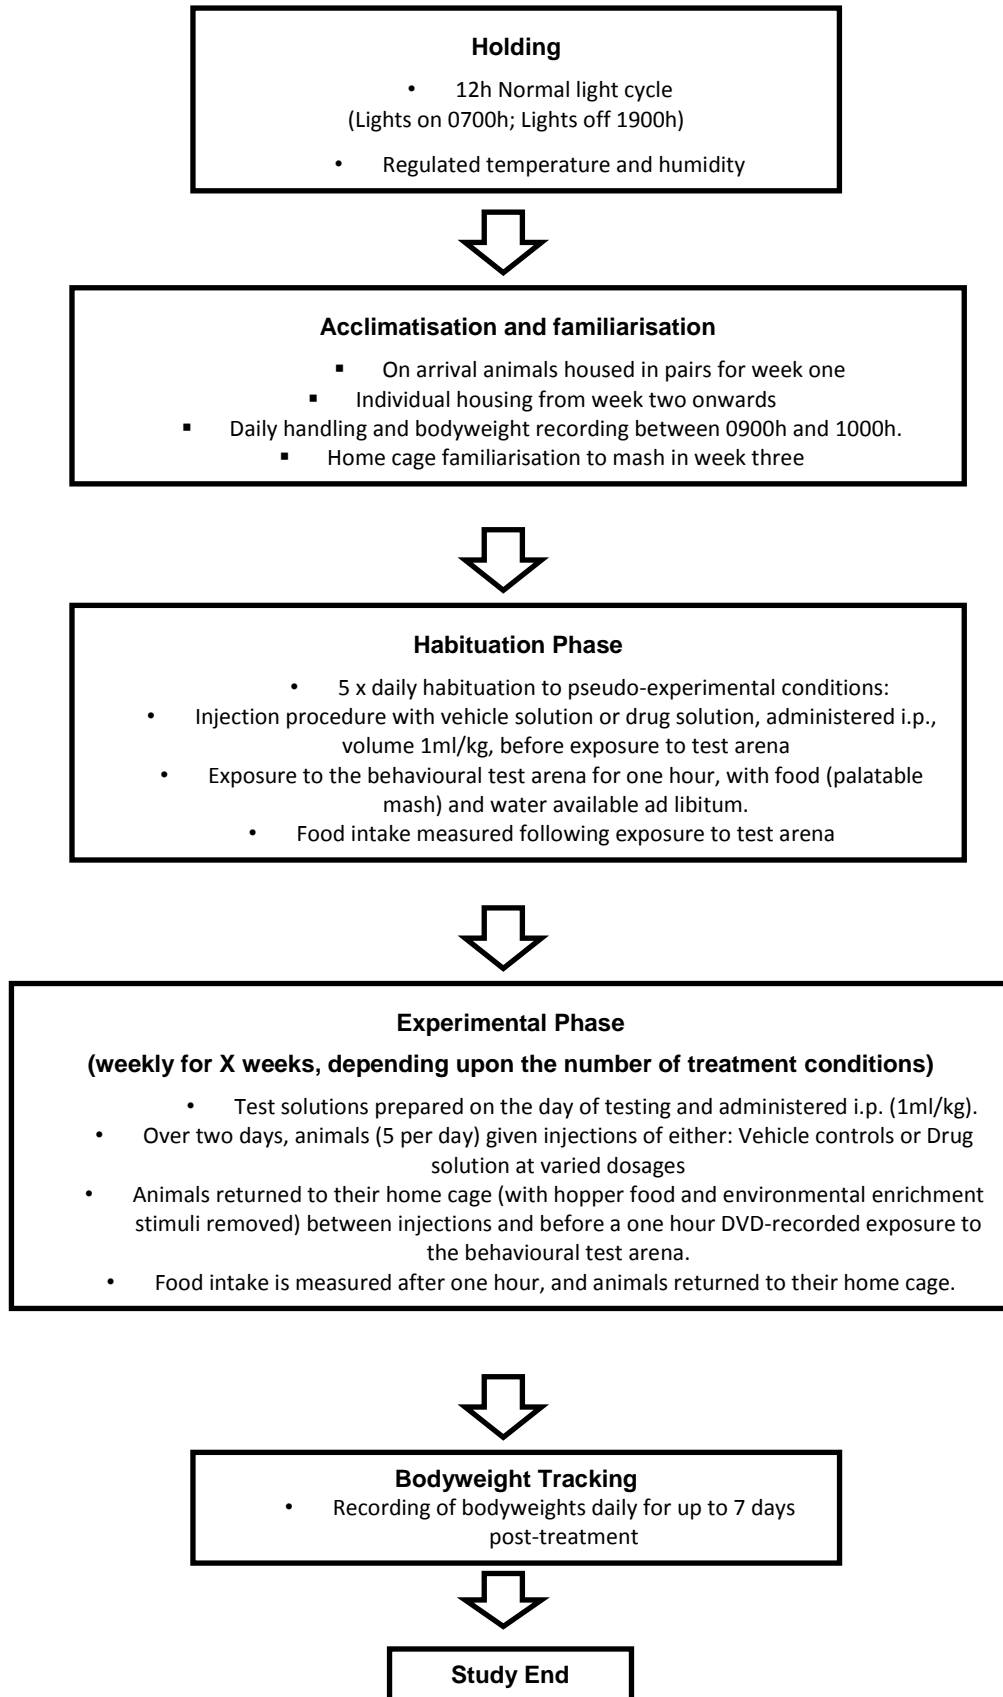 Holding
• 12h Normal light cycle
(Lights on 0700h; Lights off 1900h)
• Regulated temperature and humidity
Acclimatisation and familiarisation
▪ On arrival animals housed in pairs for week one
▪ Individual housing from week two onwards
▪ Daily handling and bodyweight recording between 0900h and 1000h.
▪ Home cage familiarisation to mash in week three
Habituation Phase
• 5 x daily habituation to pseudo-experimental conditions:
• Injection procedure with vehicle solution or drug solution, administered i.p.,
volume 1ml/kg, before exposure to test arena
• Exposure to the behavioural test arena for one hour, with food (palatable
mash) and water available ad libitum.
• Food intake measured following exposure to test arena
Experimental Phase
(weekly for X weeks, depending upon the number of treatment conditions)
• Test solutions prepared on the day of testing and administered i.p. (1ml/kg).
• Over two days, animals (5 per day) given injections of either: Vehicle controls or Drug
solution at varied dosages
• Animals returned to their home cage (with hopper food and environmental enrichment
stimuli removed) between injections and before a one hour DVD-recorded exposure to
the behavioural test arena.
• Food intake is measured after one hour, and animals returned to their home cage.
Bodyweight Tracking
• Recording of bodyweights daily for up to 7 days
post-treatment
Study End